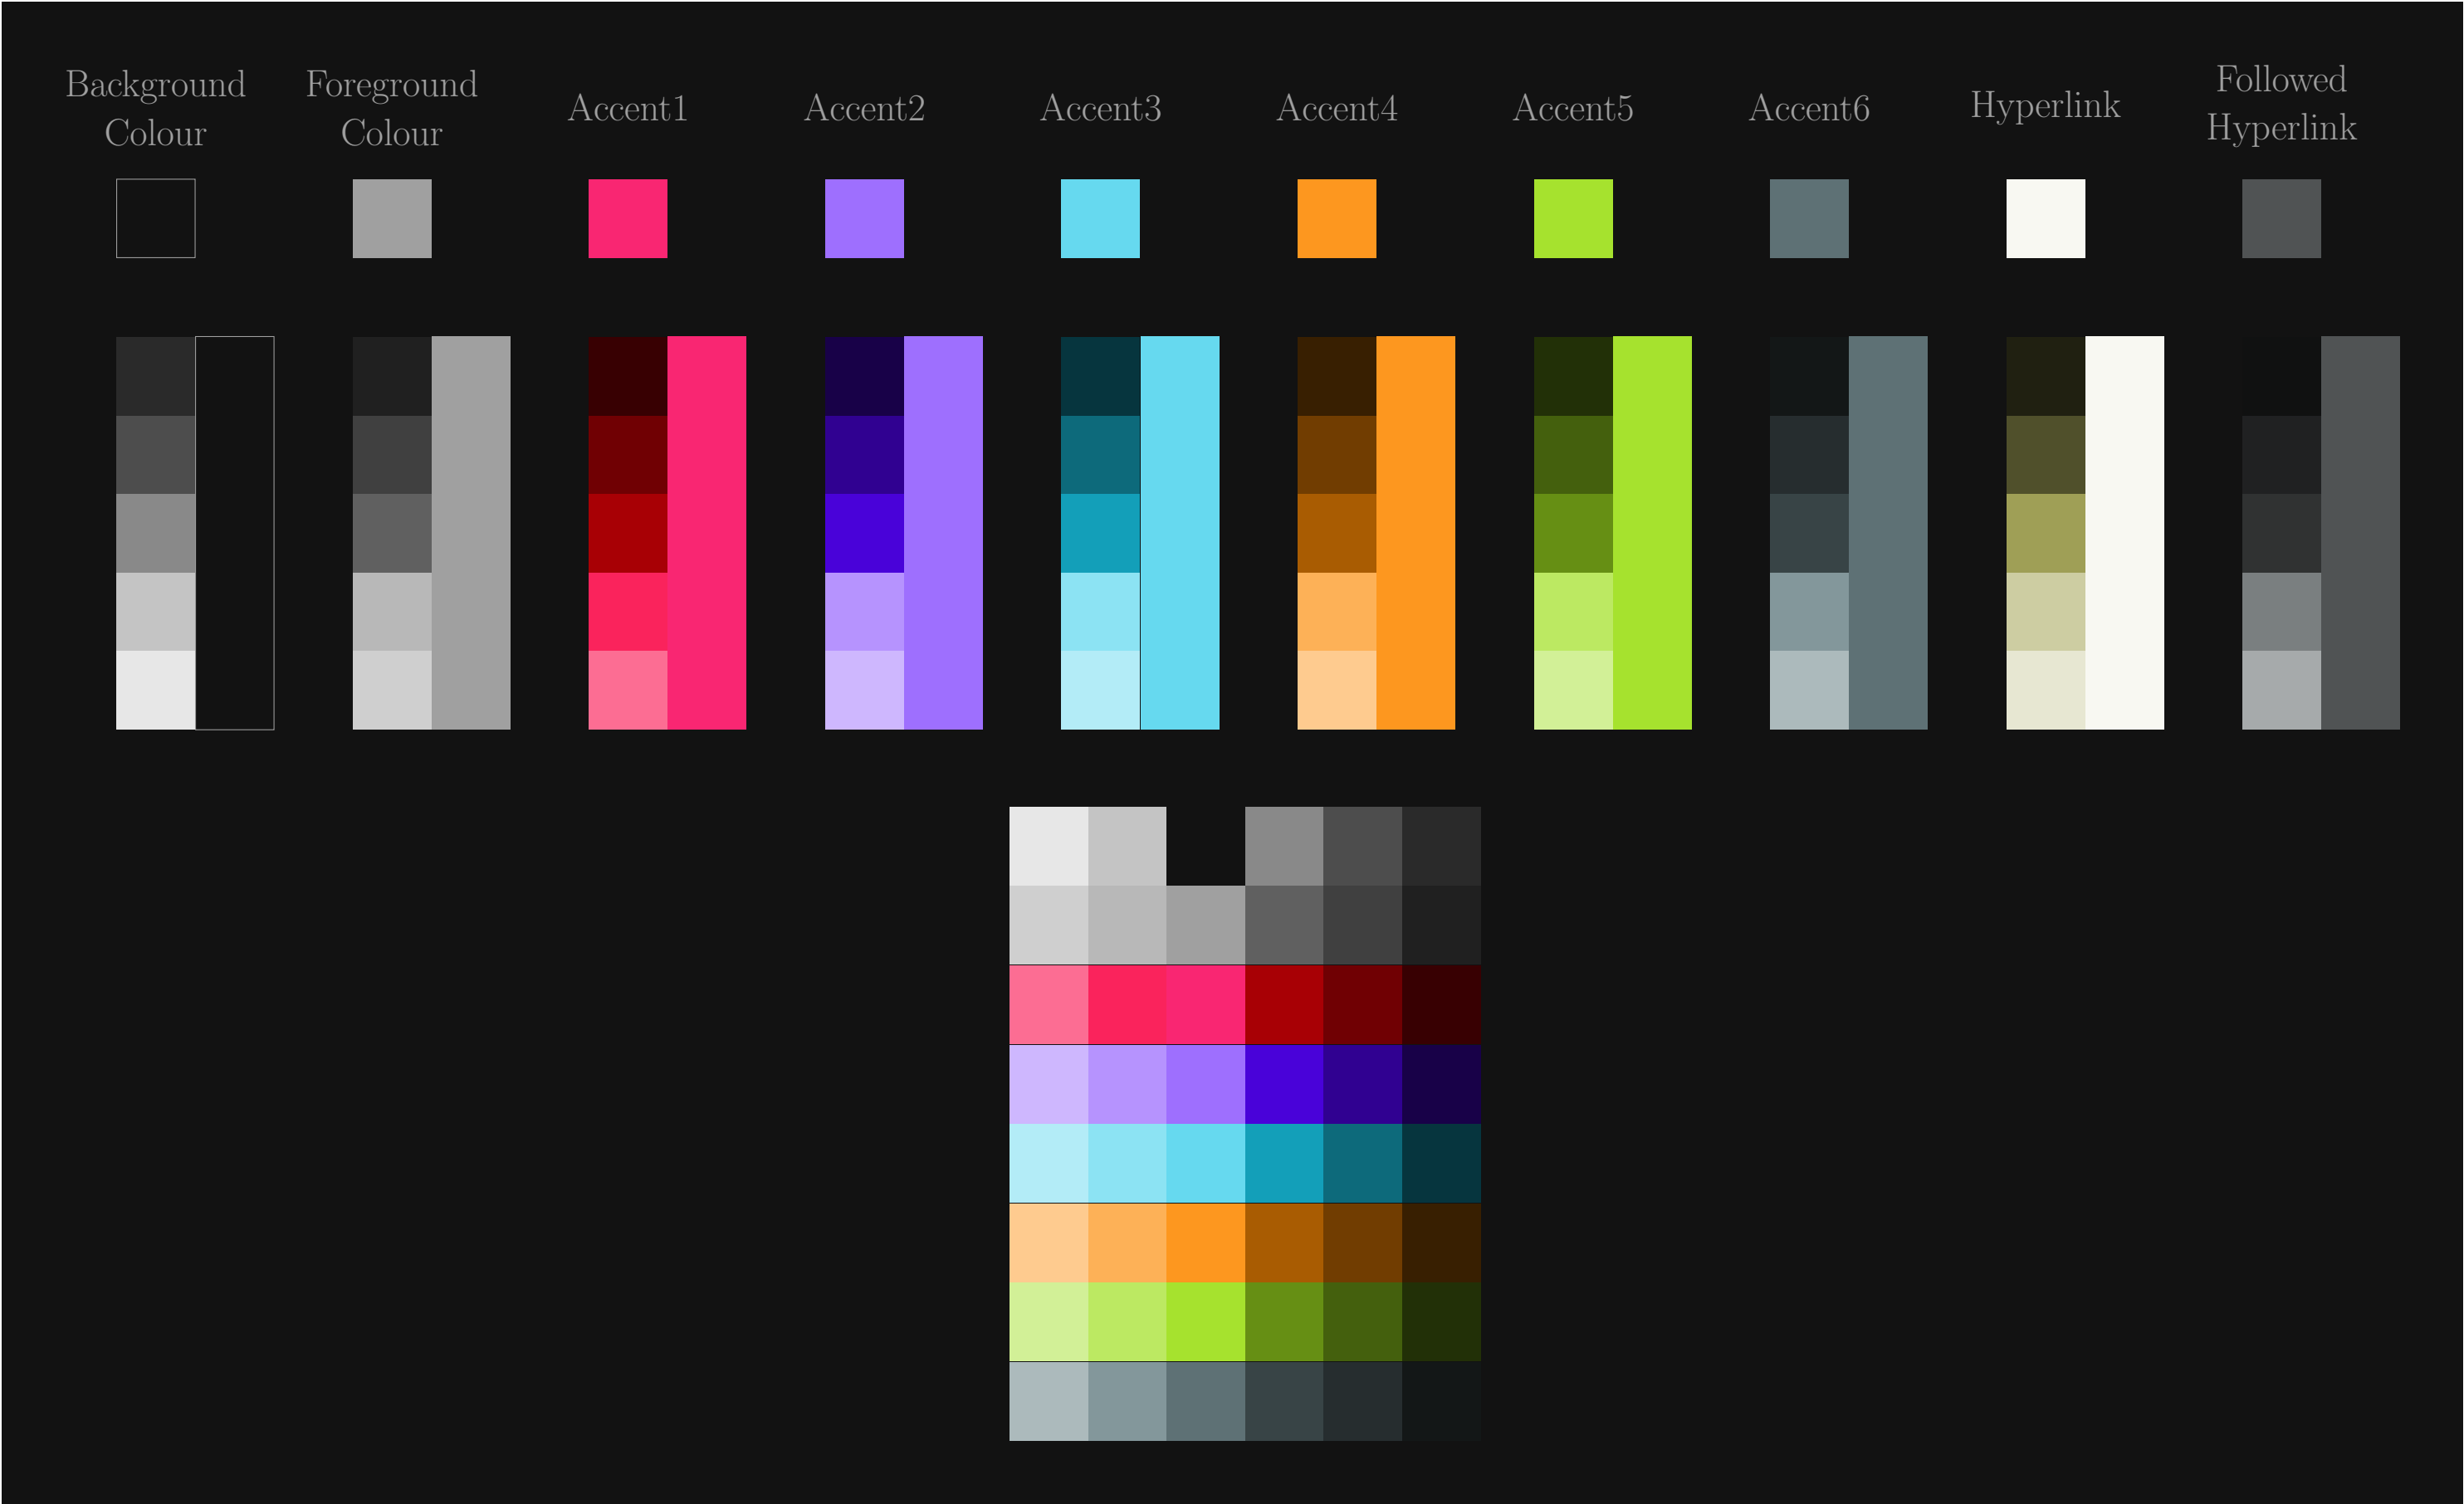 Background
Colour
Foreground
Colour
Accent1
Accent2
Accent3
Accent4
Accent5
Accent6
Hyperlink
Followed
Hyperlink